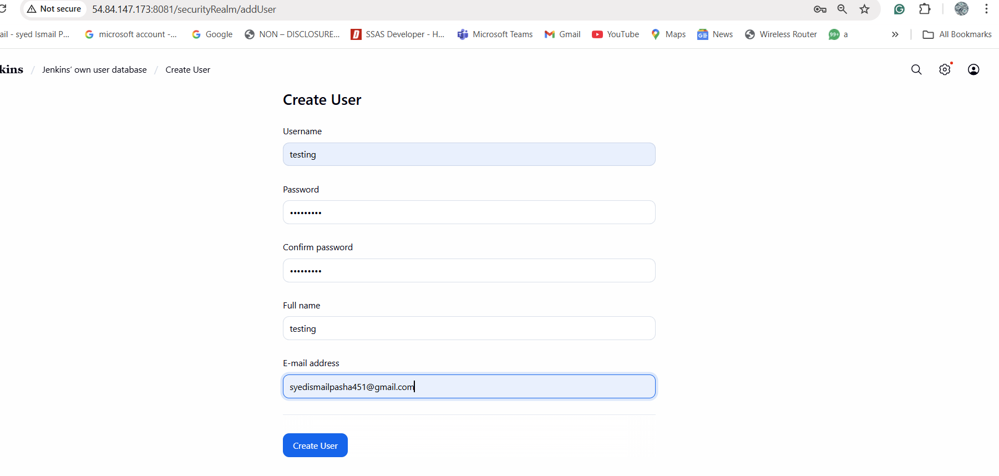 Not secure 54.84.147.173:8081/securityRealm/addUser
ail - syed Ismail P... microsoft account -... Google NON – DISCLOSURE... SSAS Developer - H... Microsoft Teams Gmail YouTube Maps News Wireless Router 99+ a » All Bookmarks
kins / Jenkins’ own user database / Create User
Create User
Username
testing
Password
•••••••••
Confirm password
•••••••••
Full name
testing
E-mail address
syedismailpasha451@gmail.com
Create User